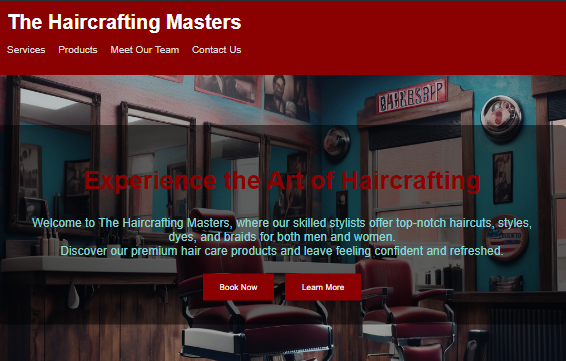 The Haircrafting Masters
Services Products Meet Our Team Contact Us
Experience the Art of Haircrafting
Welcome to The Haircrafting Masters, where our skilled stylists offer top-notch haircuts, styles,
dyes, and braids for both men and women.
Discover our premium hair care products and leave feeling confident and refreshed.
Book Now Learn More